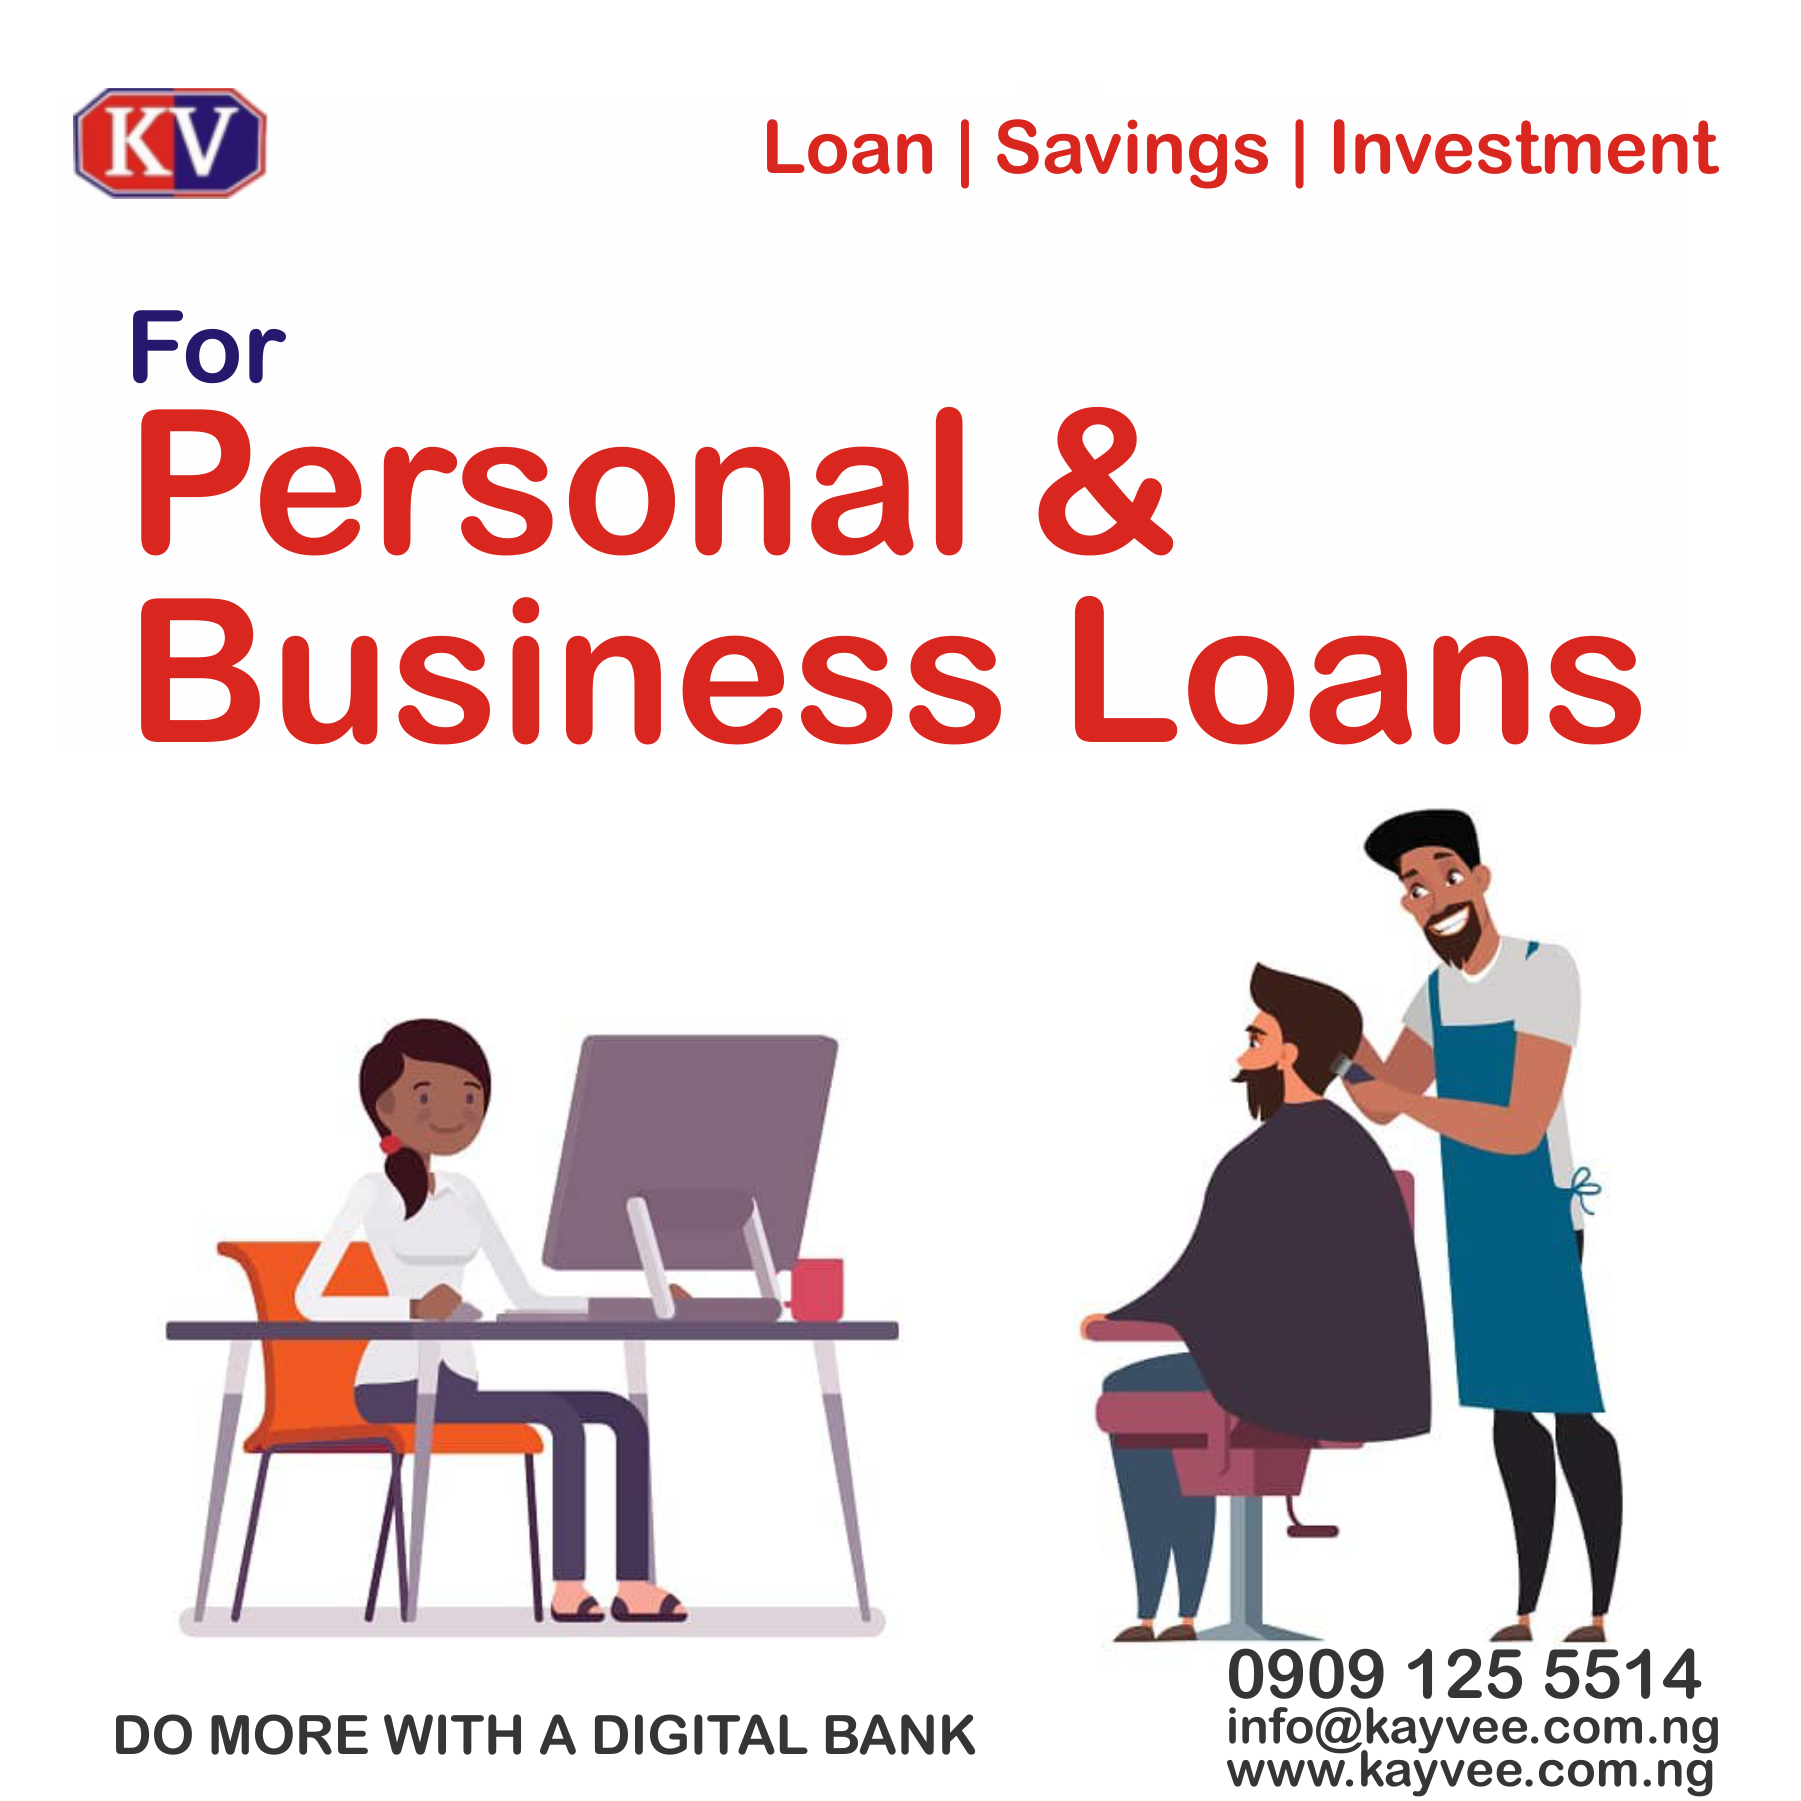 KV
Loan | Savings | Investment
For
Personal &
Business Loans
DO MORE WITH A DIGITAL BANK
0909 125 5514
info@kayvee.com.ng
www.kayvee.com.ng